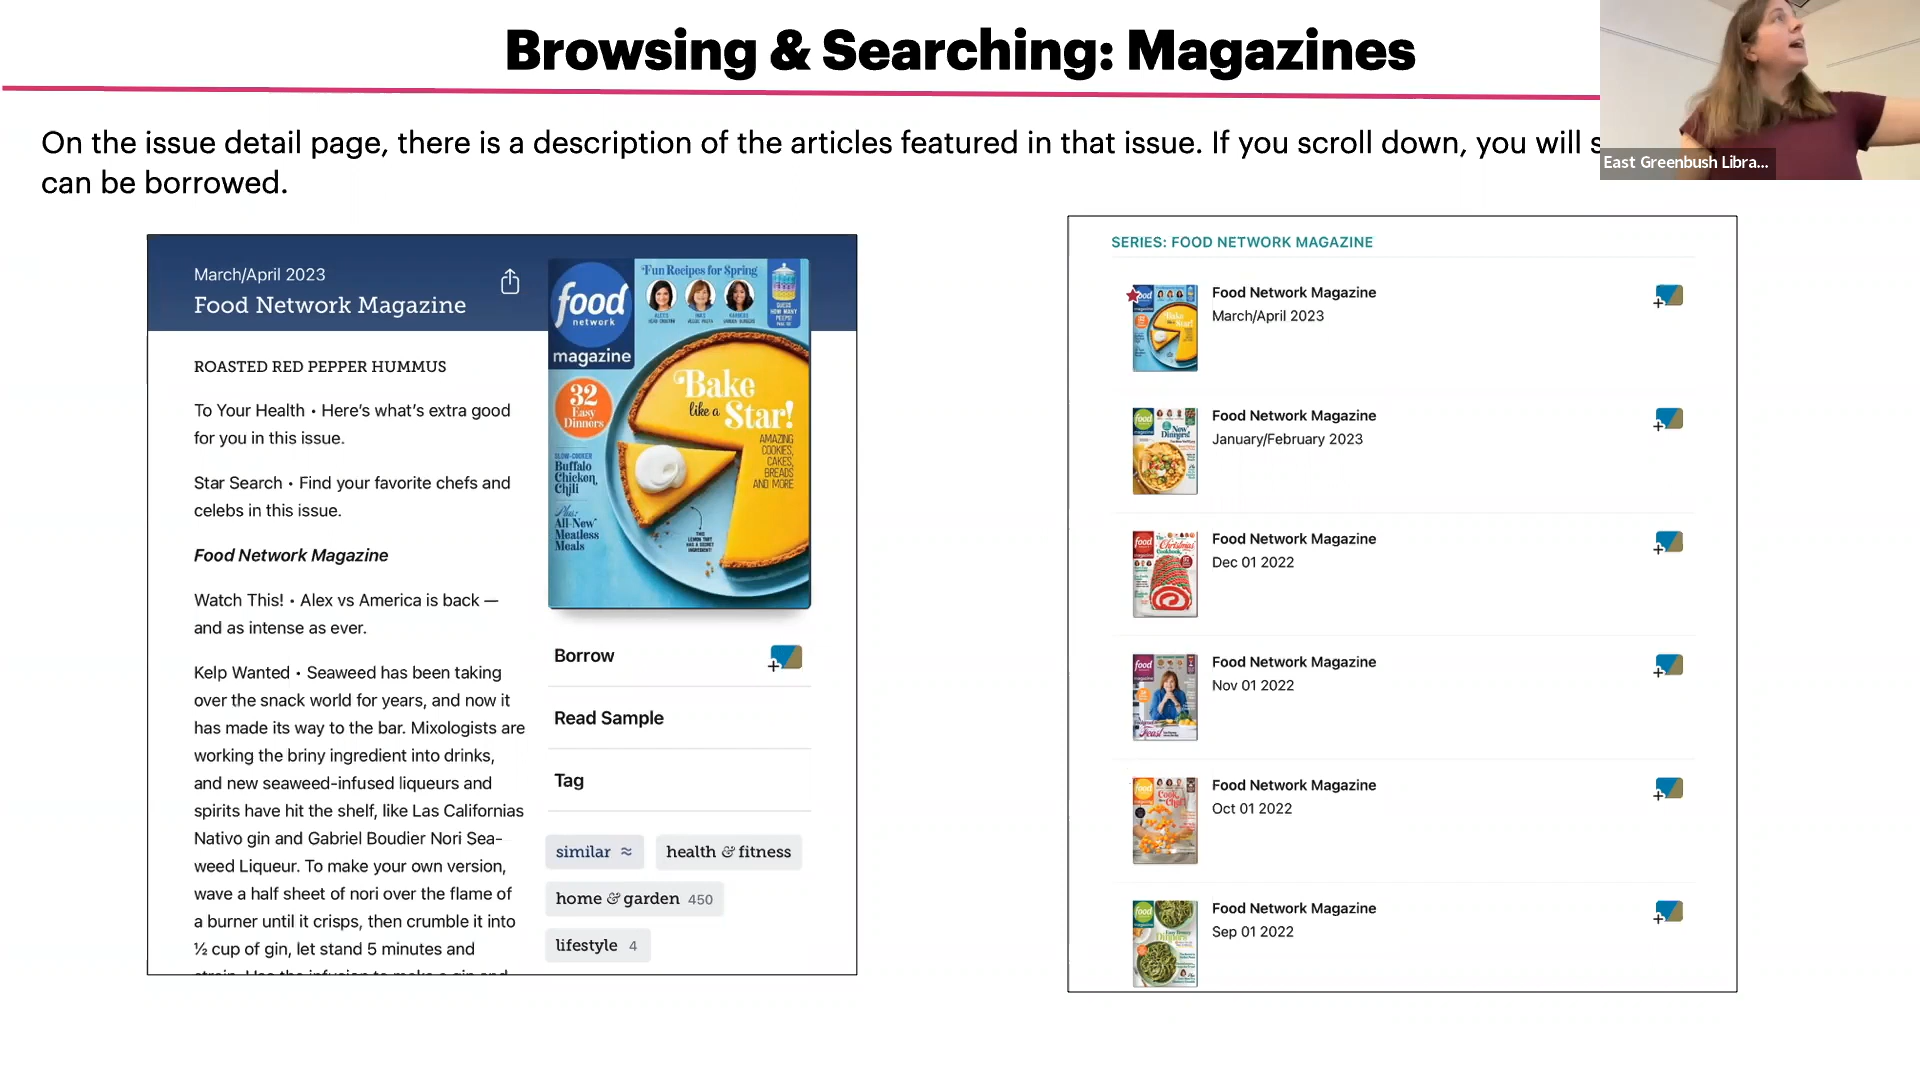 Browsing & Searching: Magazines
On the issue detail page, there is a description of the articles featured in that issue. If you scroll down, you will s
can be borrowed.
East Greenbush Libra...
March/April 2023
Food Network Magazine
ROASTED RED PEPPER HUMMUS
To Your Health • Here's what's extra good
for you in this issue.
Star Search • Find your favorite chefs and
celebs in this issue.
Food Network Magazine
Watch This! • Alex vs America is back —
and as intense as ever.
Kelp Wanted • Seaweed has been taking
over the snack world for years, and now it
has made its way to the bar. Mixologists are
working the briny ingredient into drinks,
and new seaweed-infused liqueurs and
spirits have hit the shelf, like Las Californias
Nativo gin and Gabriel Boudier Nori Sea-
weed Liqueur. To make your own version,
wave a half sheet of nori over the flame of
a burner until it crisps, then crumble it into
½ cup of gin, let stand 5 minutes and
food
network
magazine
Fun Recipes for Spring
GUESS
HOW MANY
PEEPS!
32
Easy
Dinners
Bake
like a Star!
AMAZING
COOKIES,
CAKES,
BREADS
AND MORE
SLOW-COOKER
Buffalo
Chicken
Chili
Plus:
All-New
Meatless
Meals
THIS
LEMON TART
HAS A SECRET
INGREDIENT!
Borrow
Read Sample
Tag
similar ≈
health & fitness
home & garden 450
lifestyle 4
SERIES: FOOD NETWORK MAGAZINE
Food Network Magazine
March/April 2023
Food Network Magazine
January/February 2023
Food Network Magazine
Dec 01 2022
Food Network Magazine
Nov 01 2022
Food Network Magazine
Oct 01 2022
Food Network Magazine
Sep 01 2022